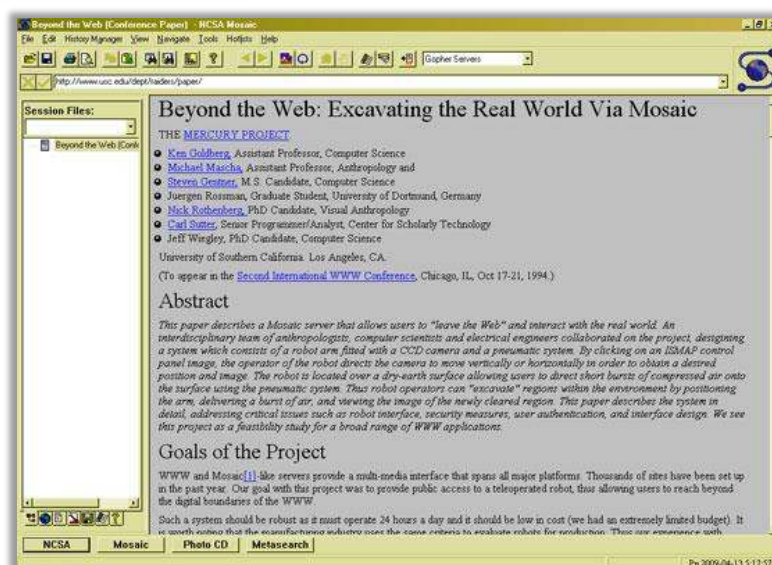 Beyond the Web (Conference Paper) - NCSA Mosaic
File Edit History Manager View Navigate Tools Hotlists Help
Gopher Servers
http://www.usc.edu/dept/raiders/paper/
Session Files:
Beyond the Web (Conf
Beyond the Web: Excavating the Real World Via Mosaic
THE MERCURY PROJECT
Ken Goldberg, Assistant Professor, Computer Science
Michael Mascha, Assistant Professor, Anthropology and
Steven Gentner, M.S. Candidate, Computer Science
Juergen Rossman, Graduate Student, University of Dortmund, Germany
Nick Rothenberg, PhD Candidate, Visual Anthropology
Carl Sutter, Senior Programmer/Analyst, Center for Scholarly Technology
Jeff Wiegley, PhD Candidate, Computer Science
University of Southern California. Los Angeles, CA.
(To appear in the Second International WWW Conference, Chicago, IL, Oct 17-21, 1994.)
Abstract
This paper describes a Mosaic server that allows users to "leave the Web" and interact with the real world. An
interdisciplinary team of anthropologists, computer scientists and electrical engineers collaborated on the project, designing
a system which consists of a robot arm fitted with a CCD camera and a pneumatic system. By clicking on an ISMAP control
panel image, the operator of the robot directs the camera to move vertically or horizontally in order to obtain a desired
position and image. The robot is located over a dry-earth surface allowing users to direct short bursts of compressed air onto
the surface using the pneumatic system. Thus robot operators can "excavate" regions within the environment by positioning
the arm, delivering a burst of air, and viewing the image of the newly cleared region. This paper describes the system in
detail, addressing critical issues such as robot interface, security measures, user authentication, and interface design. We see
this project as a feasibility study for a broad range of WWW applications.
Goals of the Project
WWW and Mosaic[1]-like servers provide a multi-media interface that spans all major platforms. Thousands of sites have been set up
in the past year. Our goal with this project was to provide public access to a teleoperated robot, thus allowing users to reach beyond
the digital boundaries of the WWW.
Such a system should be robust as it must operate 24 hours a day and it should be low in cost (we had an extremely limited budget). It
is worth noting that the manufacturing industry uses the same criteria to evaluate robots for production. Thus our experience with
NCSA Mosaic Photo CD Metasearch
Pn 2009-04-13 5:17:57